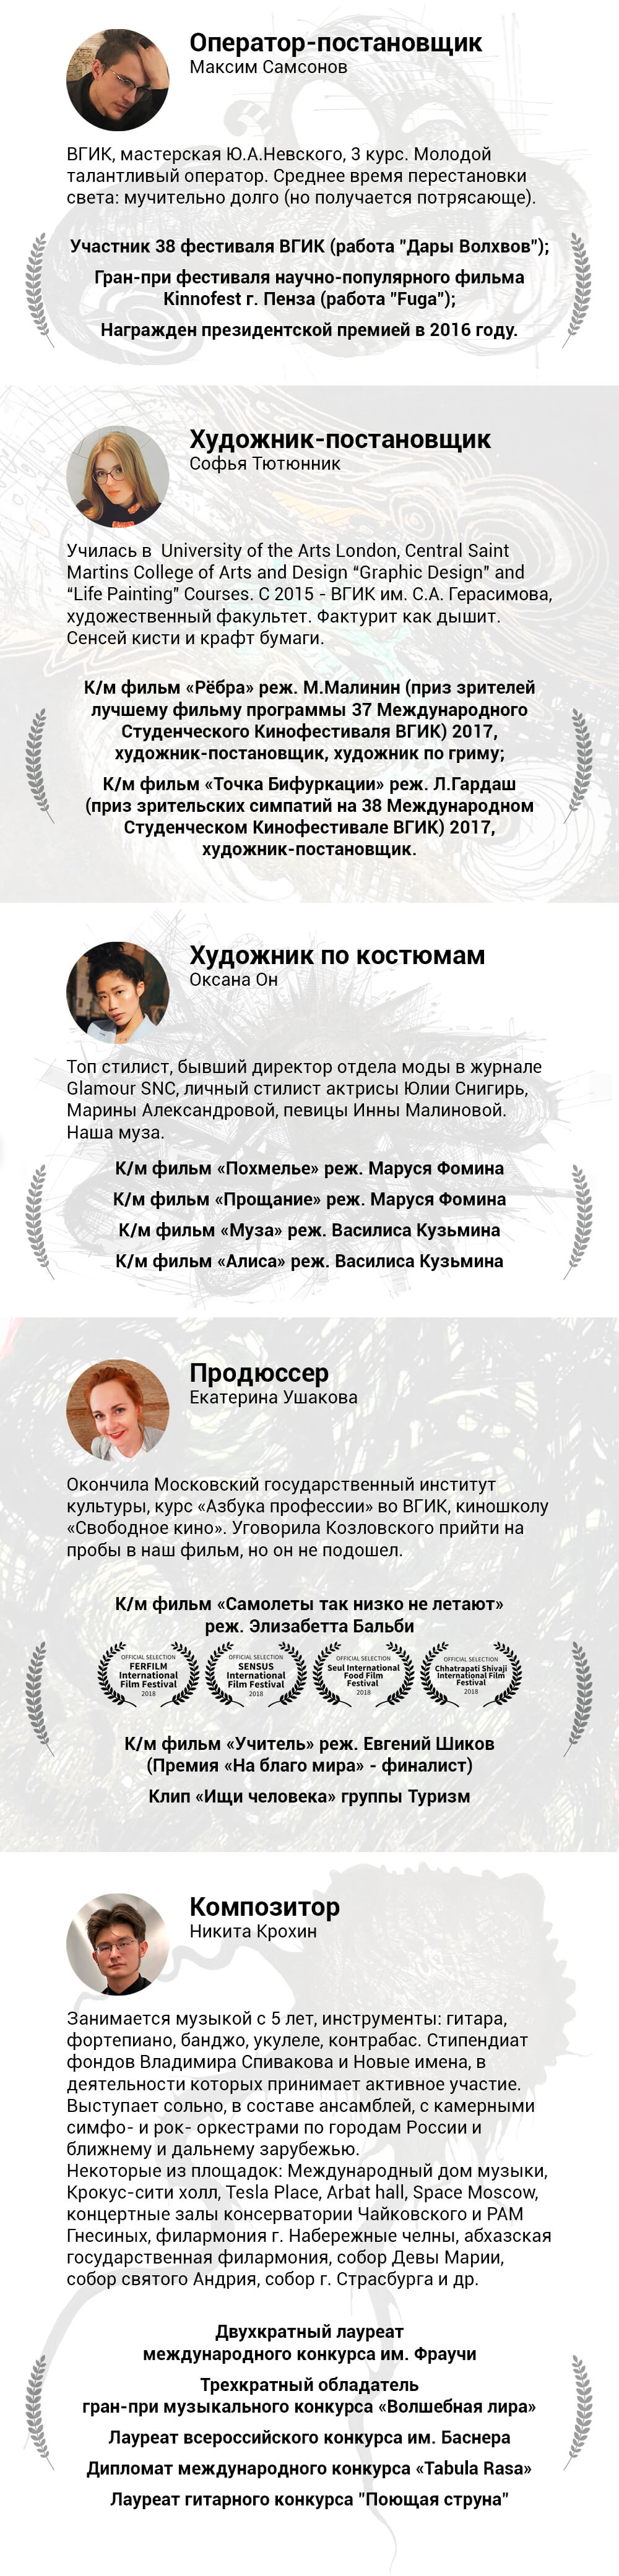 Оператор-постановщик
Максим Самсонов
ВГИК, мастерская Ю.А.Невского, 3 курс. Молодой
талантливый оператор. Среднее время перестановки
света: мучительно долго (но получается потрясающе).
Участник 38 фестиваля ВГИК (работа "Дары Волхвов");
Гран-при фестиваля научно-популярного фильма
Kinnofest г. Пенза (работа "Fuga");
Награжден президентской премией в 2016 году.
Художник-постановщик
Софья Тютюнник
Училась в  University of the Arts London, Central Saint
Martins College of Arts and Design “Graphic Design” and
“Life Painting” Courses. С 2015 - ВГИК им. С.А. Герасимова,
художественный факультет. Фактурит как дышит.
Сенсей кисти и крафт бумаги.
К/м фильм «Рёбра» реж. М.Малинин (приз зрителей
лучшему фильму программы 37 Международного
Студенческого Кинофестиваля ВГИК) 2017,
художник-постановщик, художник по гриму;
К/м фильм «Точка Бифуркации» реж. Л.Гардаш
(приз зрительских симпатий на 38 Международном
Студенческом Кинофестивале ВГИК) 2017,
художник-постановщик.
Художник по костюмам
Оксана Он
Топ стилист, бывший директор отдела моды в журнале
Glamour SNC, личный стилист актрисы Юлии Снигирь,
Марины Александровой, певицы Инны Малиновой.
Наша муза.
К/м фильм «Похмелье» реж. Маруся Фомина
К/м фильм «Прощание» реж. Маруся Фомина
К/м фильм «Муза» реж. Василиса Кузьмина
К/м фильм «Алиса» реж. Василиса Кузьмина
Продюссер
Екатерина Ушакова
Окончила Московский государственный институт
культуры, курс «Азбука профессии» во ВГИК, киношколу
«Свободное кино». Уговорила Козловского прийти на
пробы в наш фильм, но он не подошел.
К/м фильм «Самолеты так низко не летают»
реж. Элизабетта Бальби
OFFICIAL SELECTION
FERFILM
International
Film Festival
2018
OFFICIAL SELECTION
SENSUS
International
Film Festival
2018
OFFICIAL SELECTION
Seul International
Food Film
Festival
2018
OFFICIAL SELECTION
Chhatrapati Shivaji
International Film
Festival
2018
К/м фильм «Учитель» реж. Евгений Шиков
(Премия «На благо мира» - финалист)
Клип «Ищи человека» группы Туризм
Композитор
Никита Крохин
Занимается музыкой с 5 лет, инструменты: гитара,
фортепиано, банджо, укулеле, контрабас. Стипендиат
фондов Владимира Спивакова и Новые имена, в
деятельности которых принимает активное участие.
Выступает сольно, в составе ансамблей, с камерными
симфо- и рок- оркестрами по городам России и
ближнему и дальнему зарубежью.
Некоторые из площадок: Международный дом музыки,
Крокус-сити холл, Tesla Place, Arbat hall, Space Moscow,
концертные залы консерватории Чайковского и РАМ
Гнесиных, филармония г. Набережные челны, абхазская
государственная филармония, собор Девы Марии,
собор святого Андрия, собор г. Страсбурга и др.
Двухкратный лауреат
международного конкурса им. Фраучи
Трехкратный обладатель
гран-при музыкального конкурса «Волшебная лира»
Лауреат всероссийского конкурса им. Баснера
Дипломат международного конкурса «Tabula Rasa»
Лауреат гитарного конкурса "Поющая струна"